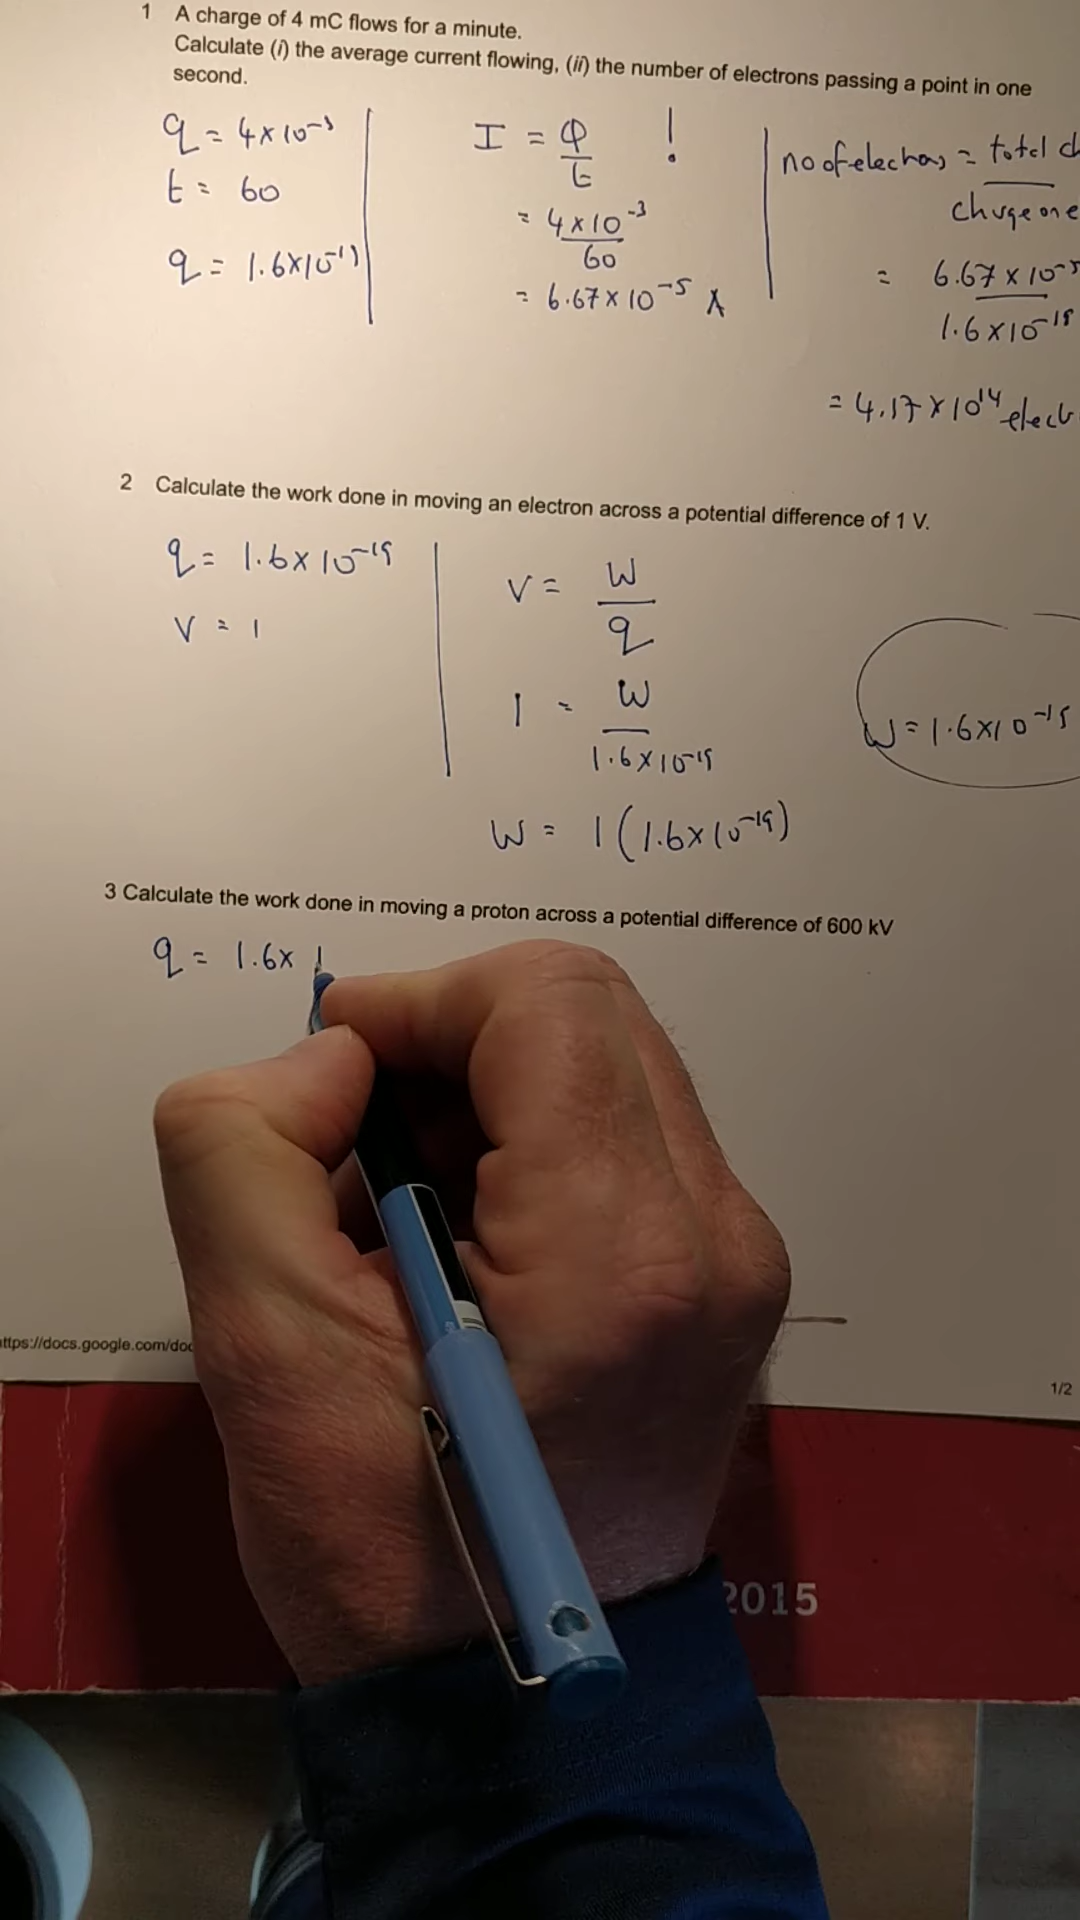 1 A charge of 4 mC flows for a minute.
Calculate (i) the average current flowing, (ii) the number of electrons passing a point in one
second.
q = 4 x 10⁻³
t = 60
q = 1.6 x 10⁻¹⁹
I = Q
t
!
= 4 x 10⁻³
60
= 6.67 x 10⁻⁵ A
no of electrons = total
charge one
= 6.67 x 10⁻⁵
1.6 x 10⁻¹⁹
= 4.17 x 10¹⁴
2 Calculate the work done in moving an electron across a potential difference of 1 V.
q = 1.6 x 10⁻¹⁹
V = 1
V = W
q
1 = W
1.6 x 10⁻¹⁹
W = 1 (1.6 x 10⁻¹⁹)
W = 1.6 x 10⁻¹⁹
3 Calculate the work done in moving a proton across a potential difference of 600 kV
q = 1.6 x 1
ttps://docs.google.com/doc
1/2
2015